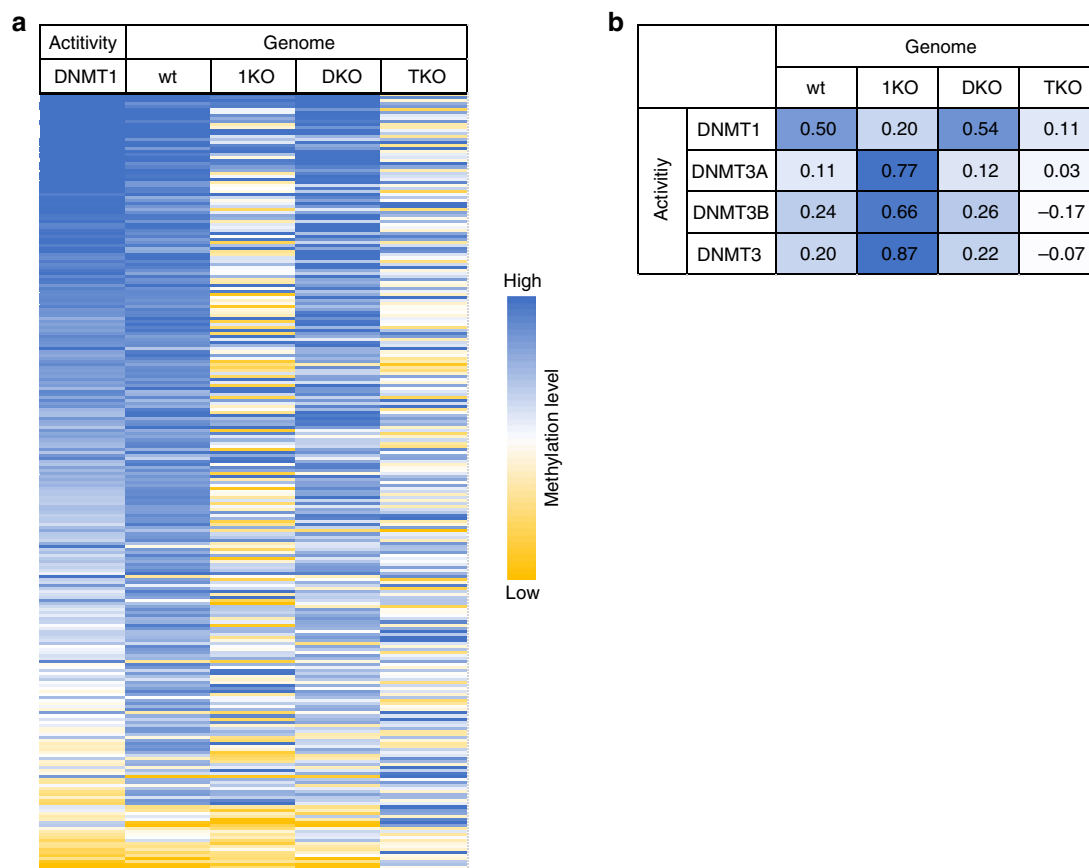 a
Actitivity Genome
DNMT1 wt 1KO DKO TKO
High
Methylation level
Low
b
Genome
wt 1KO DKO TKO
Activitiy
DNMT1 0.50 0.20 0.54 0.11
DNMT3A 0.11 0.77 0.12 0.03
DNMT3B 0.24 0.66 0.26 –0.17
DNMT3 0.20 0.87 0.22 –0.07